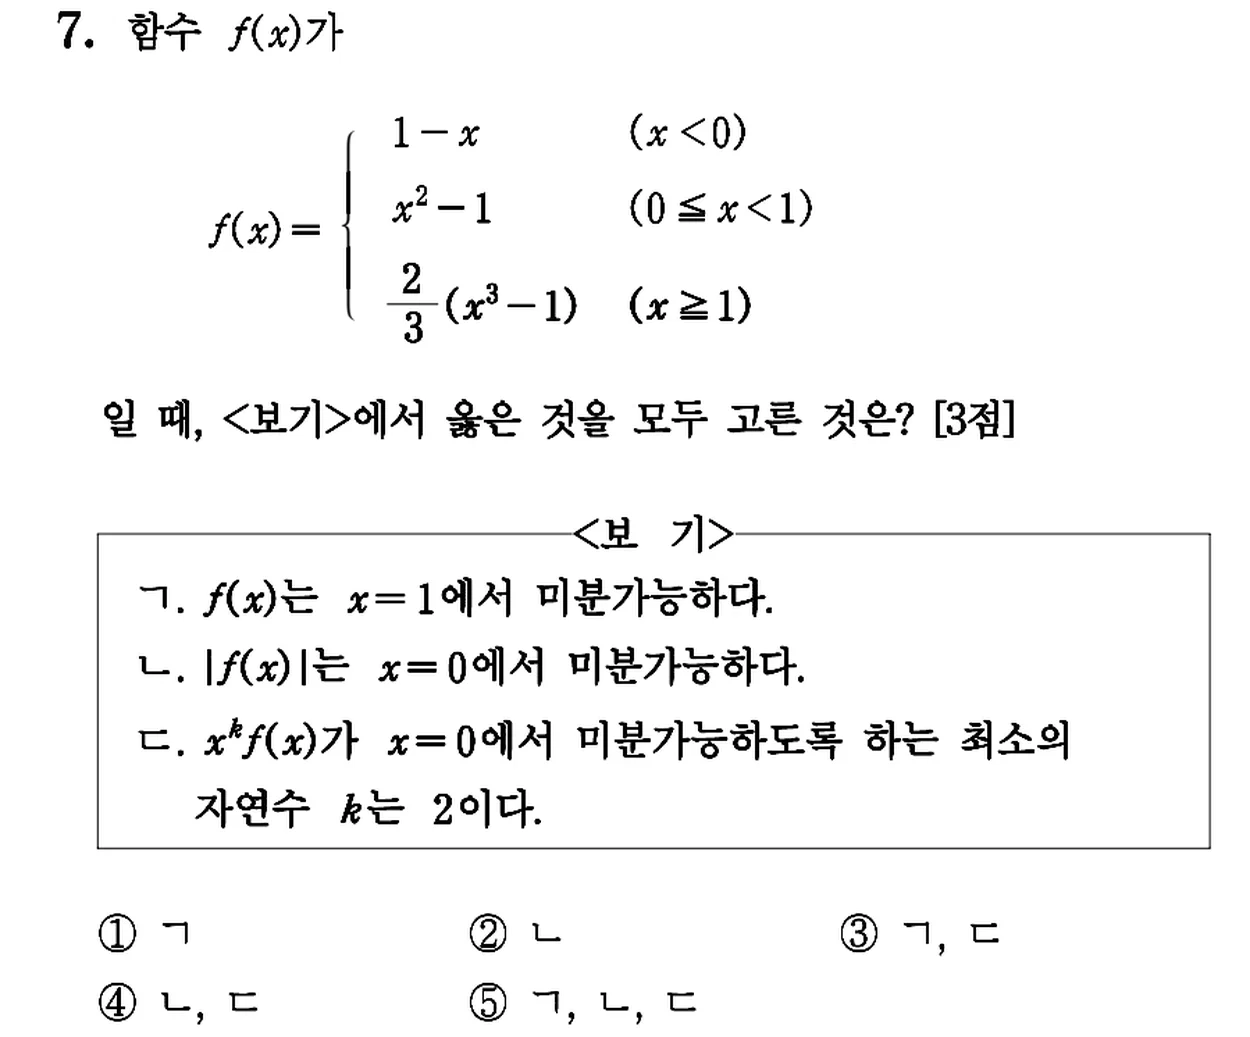 7. 함수 f(x)가
f(x) = { 1 − x (x < 0)
x² − 1 (0 ≦ x < 1)
2/3 (x³ − 1) (x ≧ 1)
일 때, <보기>에서 옳은 것을 모두 고른 것은? [3점]
<보 기>
ㄱ. f(x)는 x = 1에서 미분가능하다.
ㄴ. |f(x)|는 x = 0에서 미분가능하다.
ㄷ. xᵏf(x)가 x = 0에서 미분가능하도록 하는 최소의
자연수 k는 2이다.
① ㄱ ② ㄴ ③ ㄱ, ㄷ
④ ㄴ, ㄷ ⑤ ㄱ, ㄴ, ㄷ